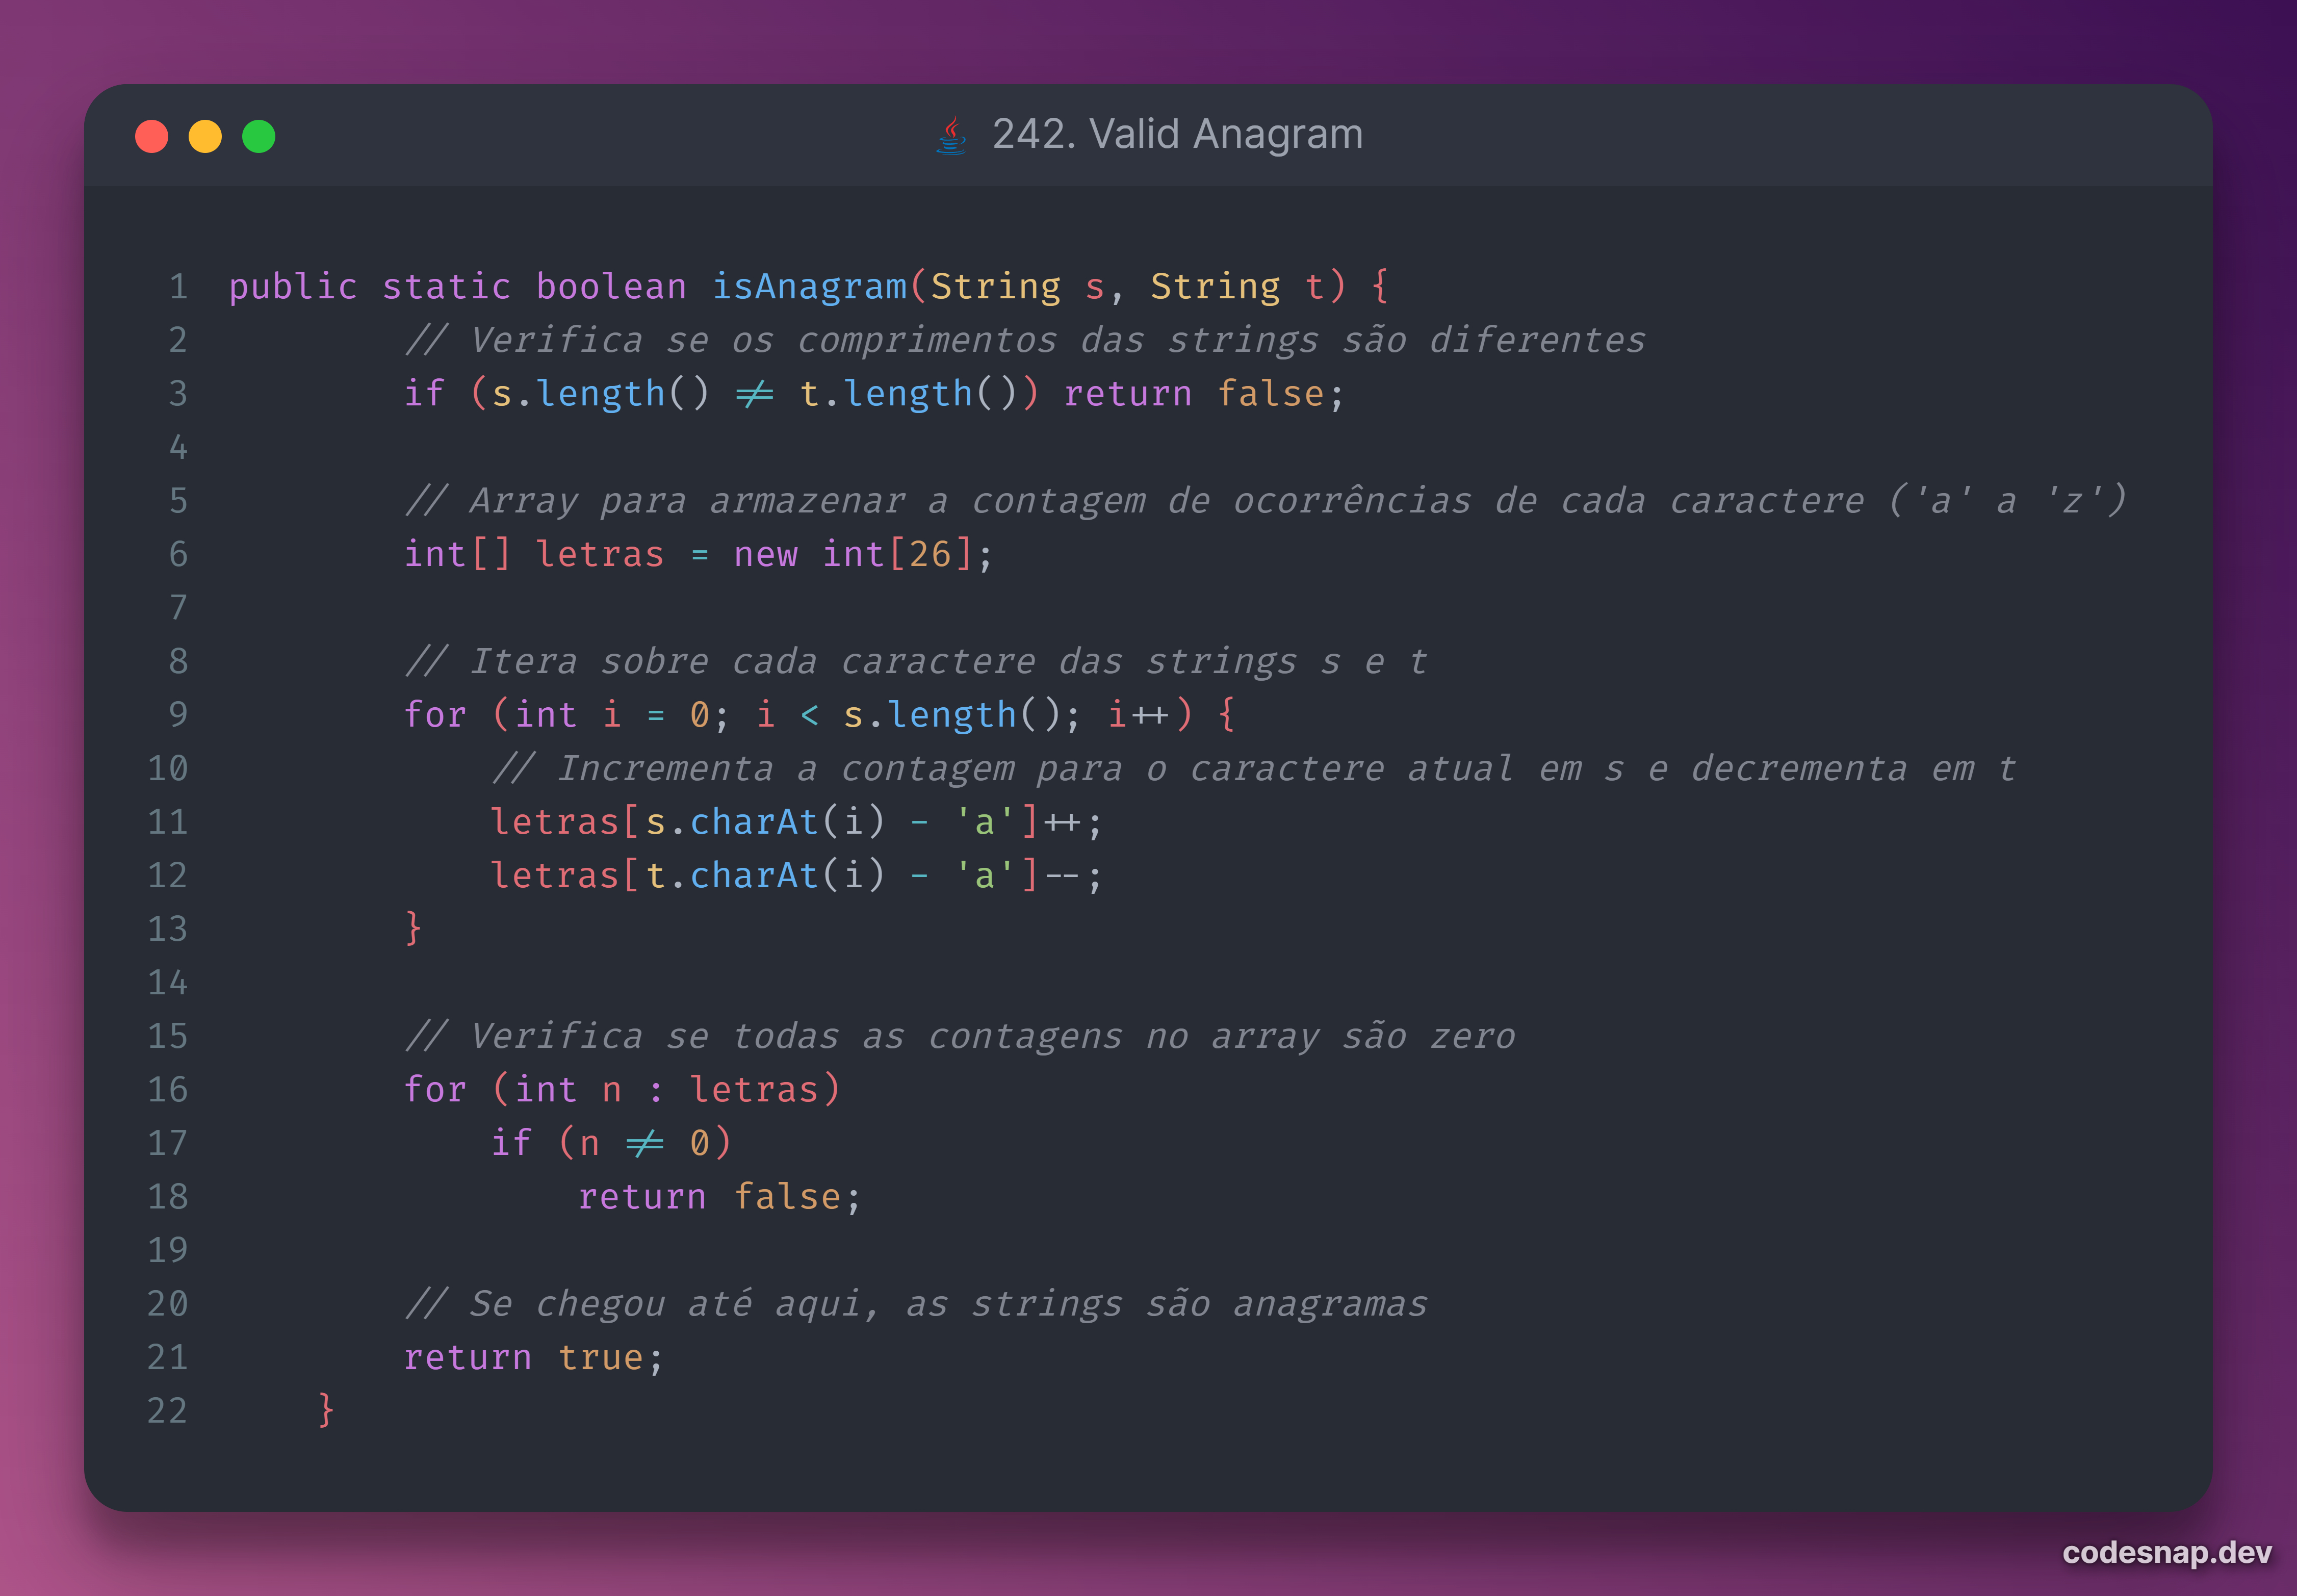 242. Valid Anagram
1 public static boolean isAnagram(String s, String t) {
2 // Verifica se os comprimentos das strings são diferentes
3 if (s.length() != t.length()) return false;
4
5 // Array para armazenar a contagem de ocorrências de cada caractere ('a' a 'z')
6 int[] letras = new int[26];
7
8 // Itera sobre cada caractere das strings s e t
9 for (int i = 0; i < s.length(); i++) {
10 // Incrementa a contagem para o caractere atual em s e decrementa em t
11 letras[s.charAt(i) - 'a']++;
12 letras[t.charAt(i) - 'a']--;
13 }
14
15 // Verifica se todas as contagens no array são zero
16 for (int n : letras)
17 if (n != 0)
18 return false;
19
20 // Se chegou até aqui, as strings são anagramas
21 return true;
22 }
codesnap.dev